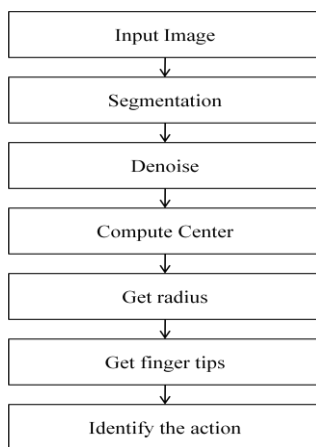 Input Image
Segmentation
Denoise
Compute Center
Get radius
Get finger tips
Identify the action